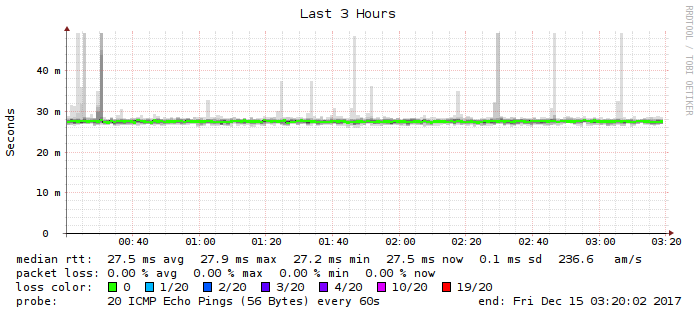 Last 3 Hours
RRDTOOL / TOBI OETIKER
Seconds
40 m
30 m
20 m
10 m
0
00:40 01:00 01:20 01:40 02:00 02:20 02:40 03:00 03:20
median rtt: 27.5 ms avg 27.9 ms max 27.2 ms min 27.5 ms now 0.1 ms sd 236.6 am/s
packet loss: 0.00 % avg 0.00 % max 0.00 % min 0.00 % now
loss color: 0 1/20 2/20 3/20 4/20 10/20 19/20
probe: 20 ICMP Echo Pings (56 Bytes) every 60s end: Fri Dec 15 03:20:02 2017